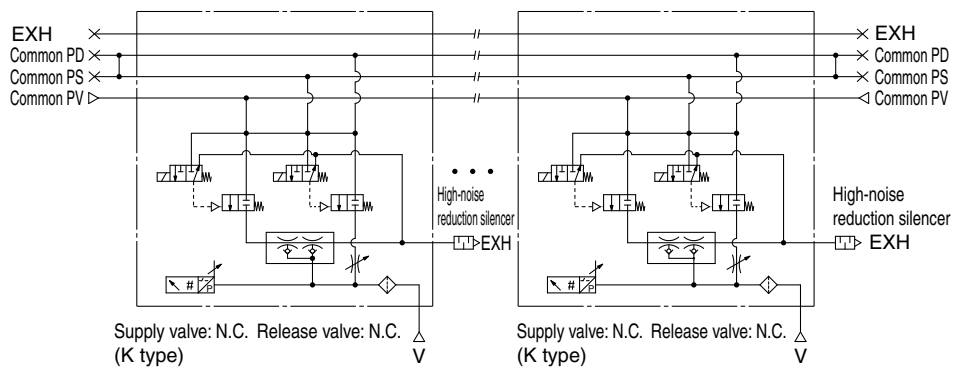 EXH
Common PD
Common PS
Common PV
EXH
Common PD
Common PS
Common PV
High-noise
reduction silencer
EXH
High-noise
reduction silencer
EXH
# P
# P
Supply valve: N.C. Release valve: N.C.
(K type)
V
Supply valve: N.C. Release valve: N.C.
(K type)
V